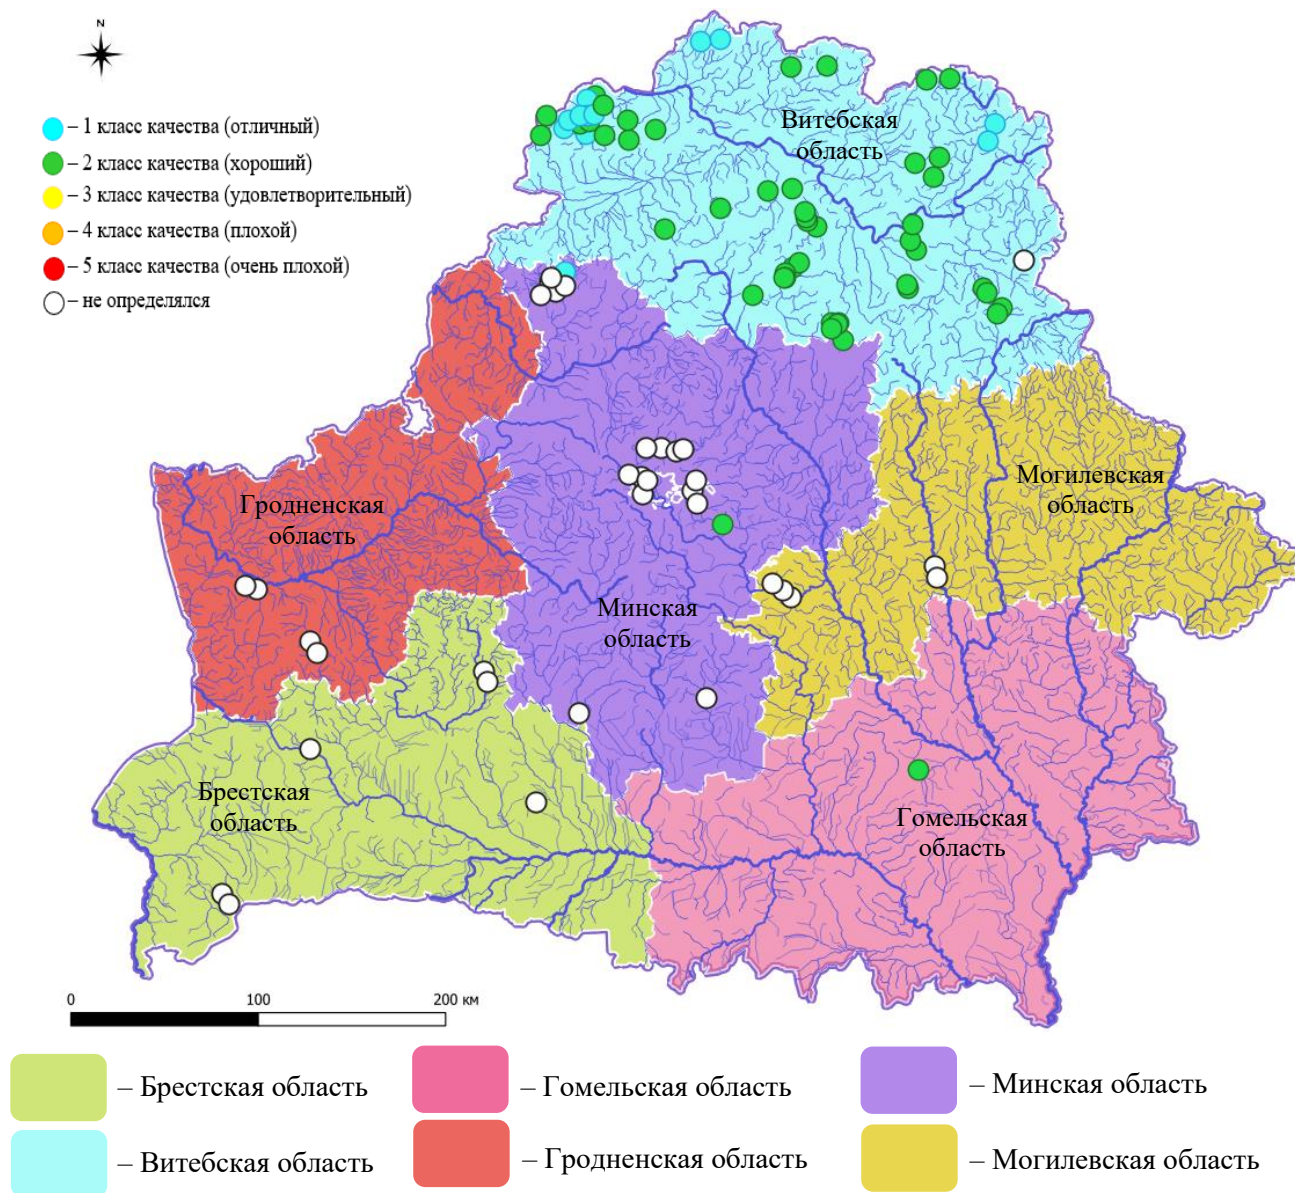 N
– 1 класс качества (отличный)
– 2 класс качества (хороший)
– 3 класс качества (удовлетворительный)
– 4 класс качества (плохой)
– 5 класс качества (очень плохой)
– не определялся
Витебская
область
Могилевская
область
Гродненская
область
Минская
область
Брестская
область
Гомельская
область
0 100 200 км
– Брестская область
– Гомельская область
– Минская область
– Витебская область
– Гродненская область
– Могилевская область